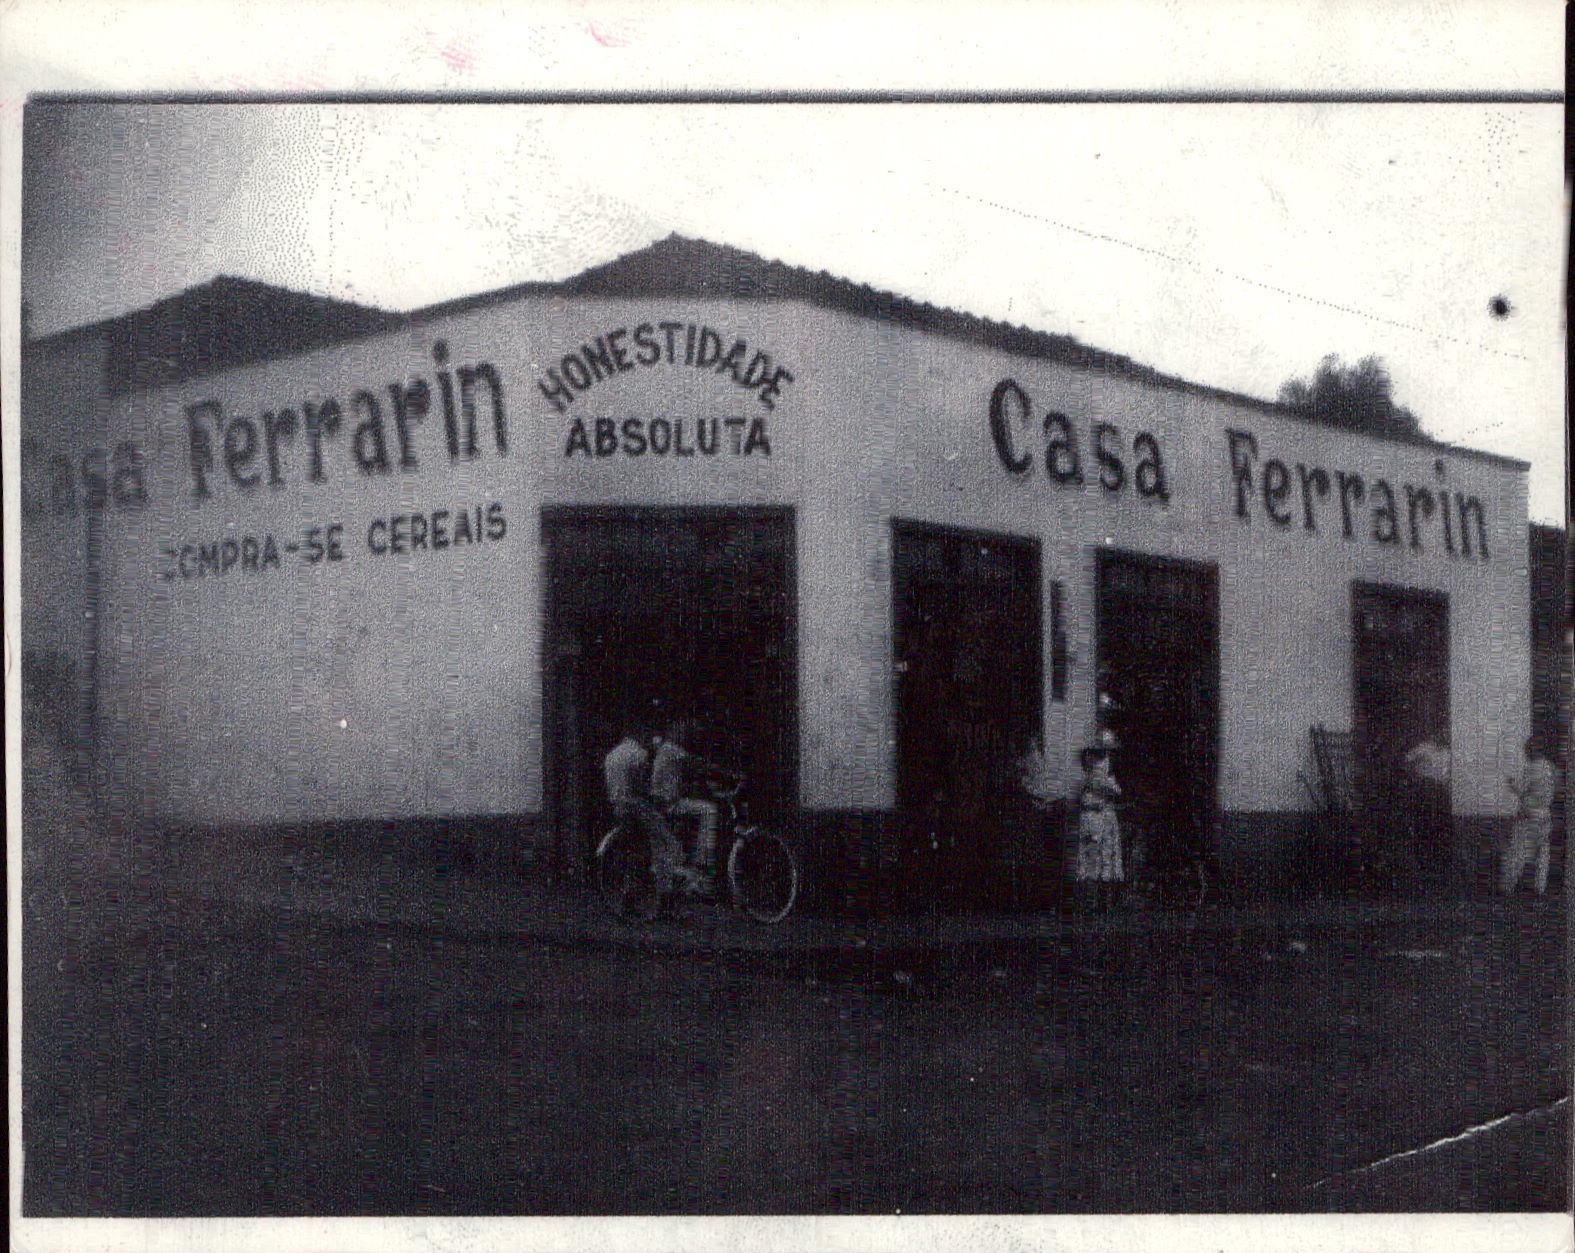 Casa Ferrarin
COMPRA-SE CEREAIS
HONESTIDADE
ABSOLUTA
Casa Ferrarin